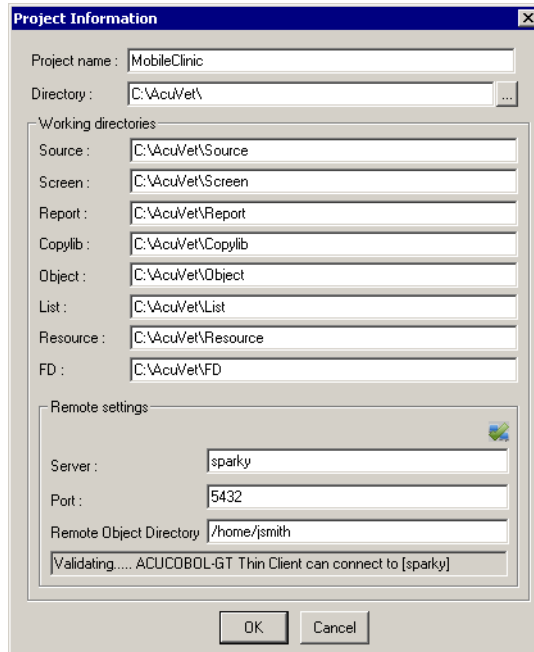 Project Information
Project name : MobileClinic
Directory : C:\AcuVet\ ...
Working directories
Source : C:\AcuVet\Source
Screen : C:\AcuVet\Screen
Report : C:\AcuVet\Report
Copylib : C:\AcuVet\Copylib
Object : C:\AcuVet\Object
List : C:\AcuVet\List
Resource : C:\AcuVet\Resource
FD : C:\AcuVet\FD
Remote settings
Server : sparky
Port : 5432
Remote Object Directory /home/jsmith
Validating..... ACUCOBOL-GT Thin Client can connect to [sparky]
OK Cancel